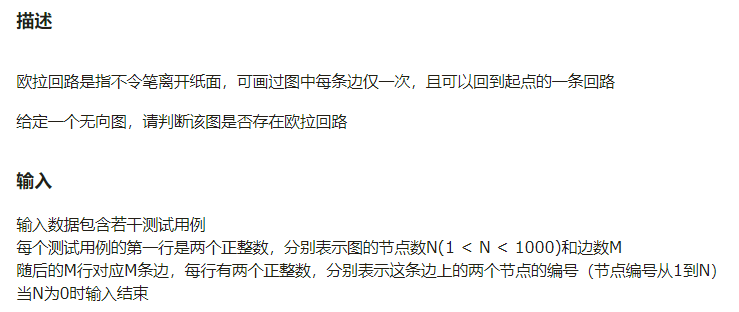 描述
欧拉回路是指不令笔离开纸面，可画过图中每条边仅一次，且可以回到起点的一条回路
给定一个无向图，请判断该图是否存在欧拉回路
输入
输入数据包含若干测试用例
每个测试用例的第一行是两个正整数，分别表示图的节点数N(1 < N < 1000)和边数M
随后的M行对应M条边，每行有两个正整数，分别表示这条边上的两个节点的编号（节点编号从1到N）
当N为0时输入结束